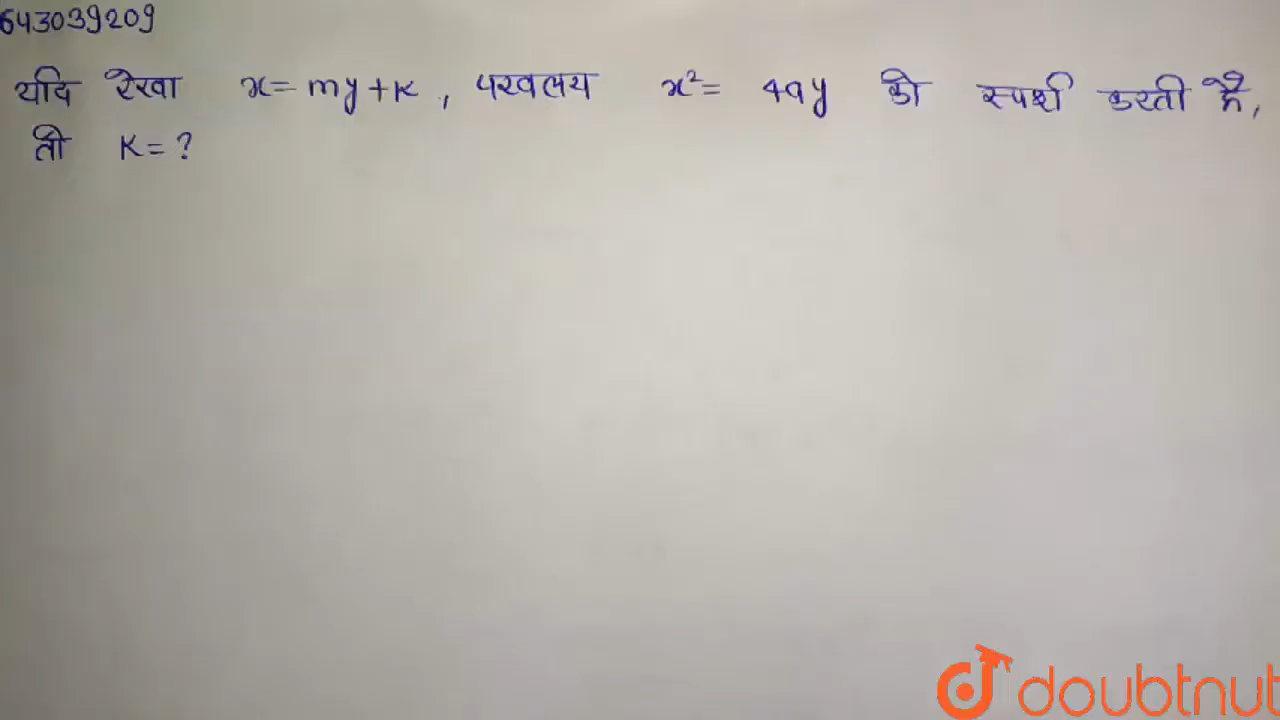 643039209
यदि रेखा x=my+k, परवलय x²= 4ay को स्पर्श करती है,
तो K=?
doubtnut